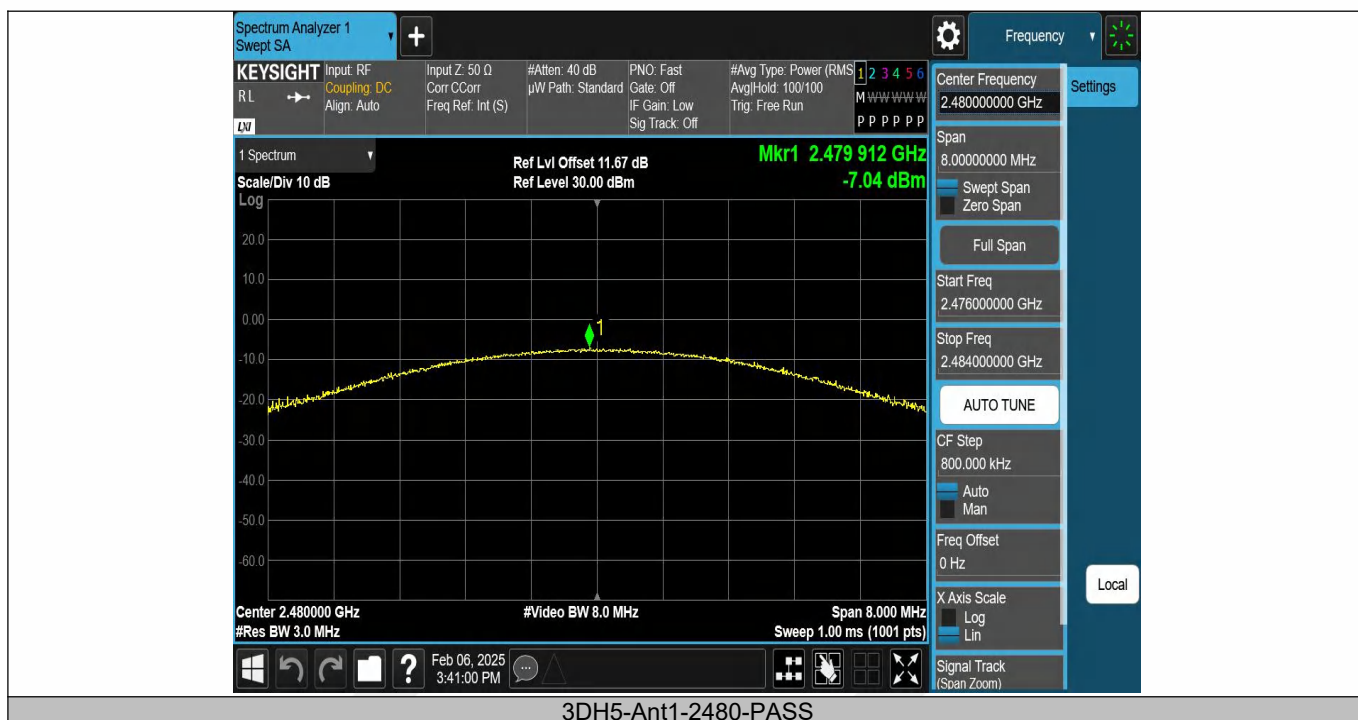 Spectrum Analyzer 1
Swept SA
+
Frequency
KEYSIGHT
R L
LXI
Input: RF
Coupling: DC
Align: Auto
Input Z: 50 Ω
Corr CCorr
Freq Ref: Int (S)
#Atten: 40 dB
µW Path: Standard
PNO: Fast
Gate: Off
IF Gain: Low
Sig Track: Off
#Avg Type: Power (RMS
Avg|Hold: 100/100
Trig: Free Run
1 2 3 4 5 6
M W W W W W
P P P P P P
1 Spectrum
Scale/Div 10 dB
Log
Ref Lvl Offset 11.67 dB
Ref Level 30.00 dBm
Mkr1 2.479 912 GHz
-7.04 dBm
20.0
10.0
0.00
-10.0
-20.0
-30.0
-40.0
-50.0
-60.0
1
Center 2.480000 GHz
#Res BW 3.0 MHz
#Video BW 8.0 MHz
Span 8.000 MHz
Sweep 1.00 ms (1001 pts)
?
Feb 06, 2025
3:41:00 PM
Center Frequency
2.480000000 GHz
Settings
Span
8.00000000 MHz
Swept Span
Zero Span
Full Span
Start Freq
2.476000000 GHz
Stop Freq
2.484000000 GHz
AUTO TUNE
CF Step
800.000 kHz
Auto
Man
Freq Offset
0 Hz
X Axis Scale
Log
Lin
Local
Signal Track
(Span Zoom)
3DH5-Ant1-2480-PASS